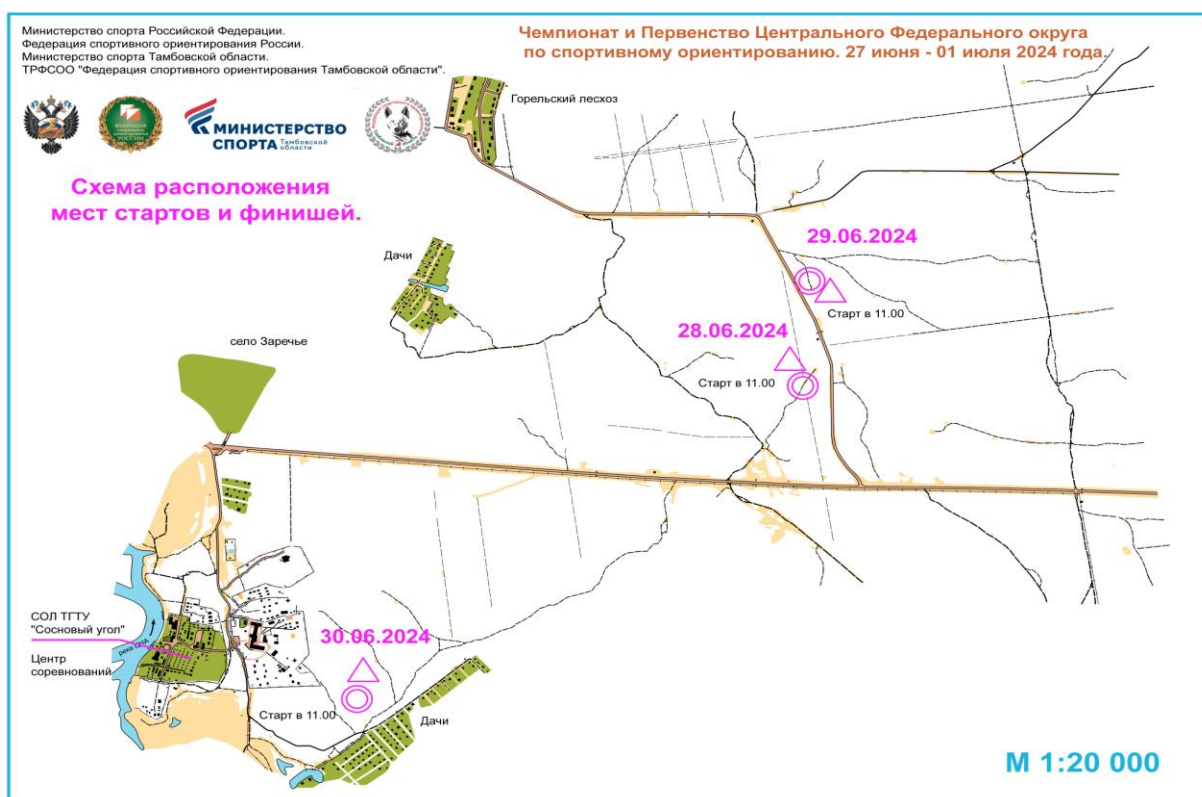 Министерство спорта Российской Федерации.
Федерация спортивного ориентирования России.
Министерство спорта Тамбовской области.
ТРФСОО "Федерация спортивного ориентирования Тамбовской области".
Чемпионат и Первенство Центрального Федерального округа
по спортивному ориентированию. 27 июня - 01 июля 2024 года.
МИНИСТЕРСТВО
СПОРТА Тамбовской
области
Схема расположения
мест стартов и финишей.
Горельский лесхоз
29.06.2024
Старт в 11.00
Дачи
28.06.2024
Старт в 11.00
село Заречье
СОЛ ТГТУ
"Сосновый угол"
Центр
соревнований
река ЦНА
30.06.2024
Старт в 11.00
Дачи
М 1:20 000